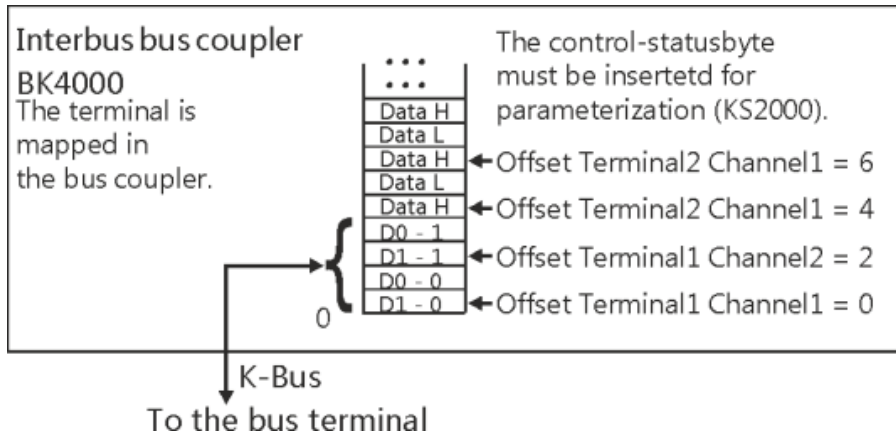 Interbus bus coupler
BK4000
The terminal is
mapped in
the bus coupler.
The control-statusbyte
must be insertetd for
parameterization (KS2000).
Data H
Data L
Data H
Offset Terminal2 Channel1 = 6
Data L
Data H
Offset Terminal2 Channel1 = 4
D0 - 1
D1 - 1
Offset Terminal1 Channel2 = 2
D0 - 0
D1 - 0
Offset Terminal1 Channel1 = 0
0
K-Bus
To the bus terminal